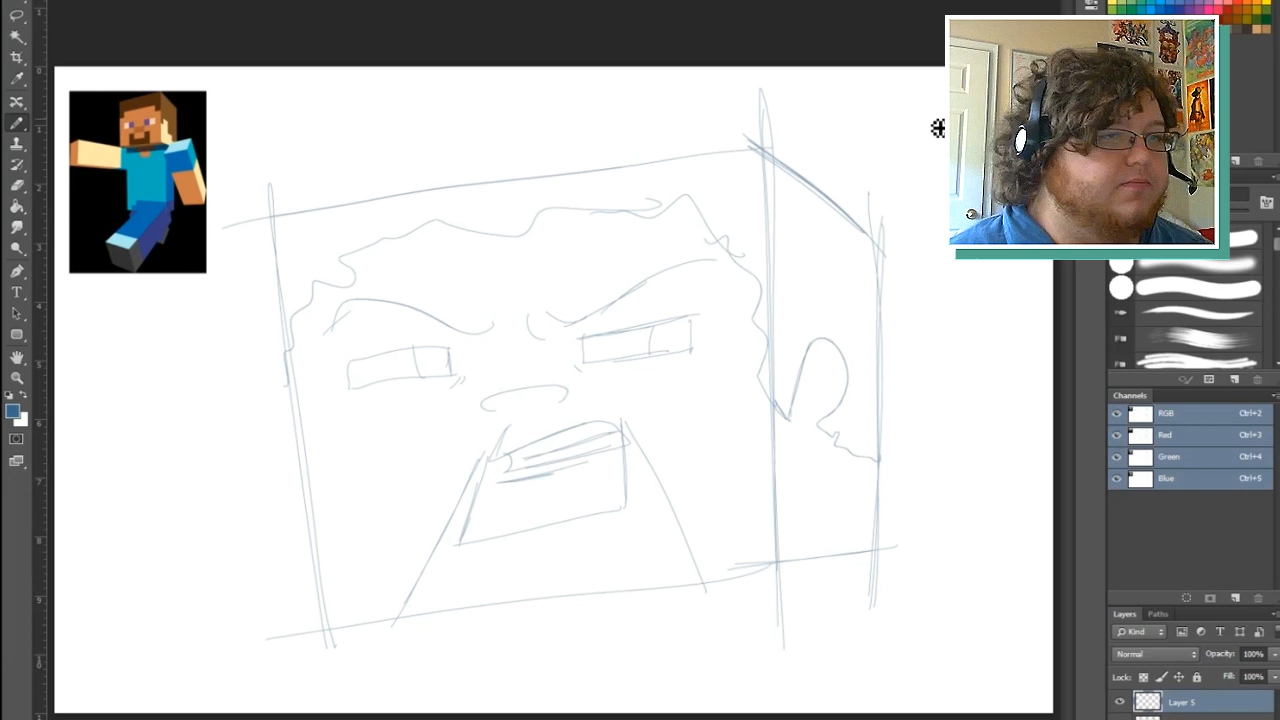 Channels
RGB Ctrl+2
Red Ctrl+3
Green Ctrl+4
Blue Ctrl+5
Layers Paths
Kind
Normal Opacity: 100%
Lock: Fill: 100%
Layer 5